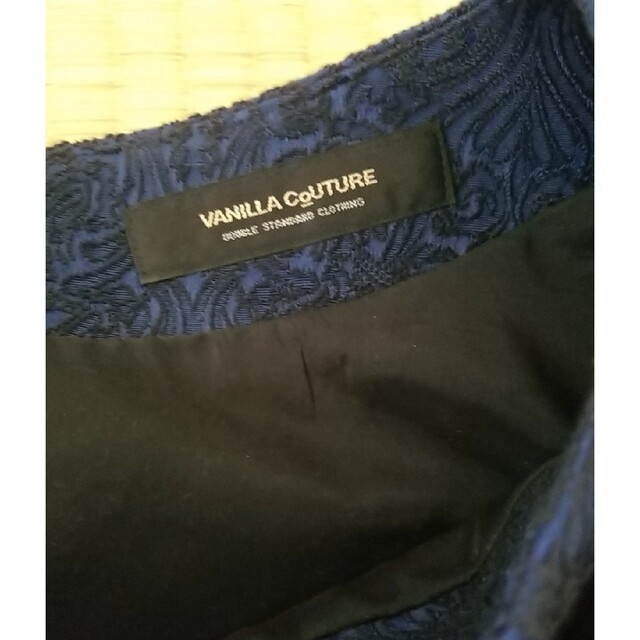 VANILLA CoUTURE
DOUBLE STANDARD CLOTHING